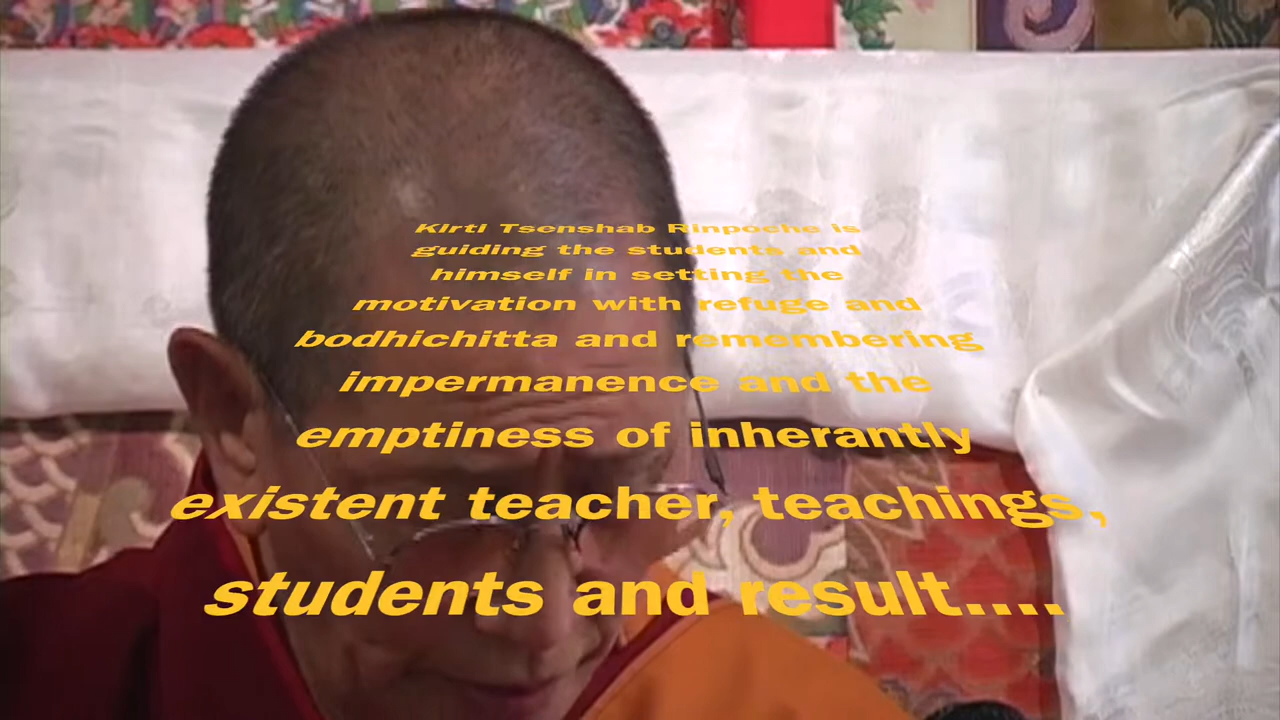 Kirti Tsenshab Rinpoche is
guiding the students and
himself in setting the
motivation with refuge and
bodhichitta and remembering
impermanence and the
emptiness of inherantly
existent teacher, teachings,
students and result....